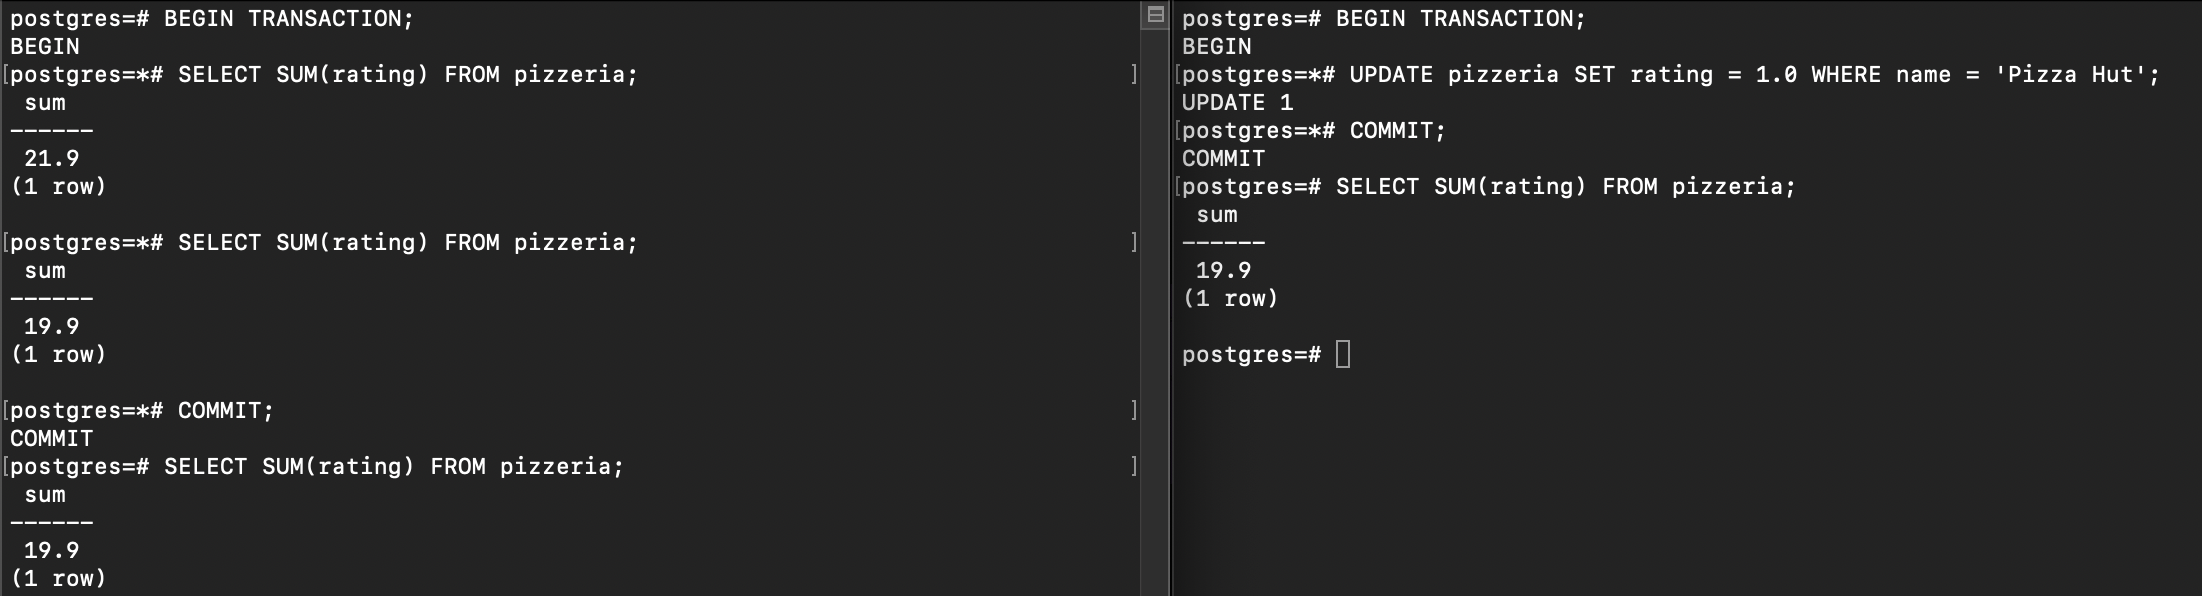 postgres=# BEGIN TRANSACTION;
BEGIN
[postgres=*# SELECT SUM(rating) FROM pizzeria; ]
 sum
------
 21.9
(1 row)

[postgres=*# SELECT SUM(rating) FROM pizzeria; ]
 sum
------
 19.9
(1 row)

[postgres=*# COMMIT; ]
COMMIT
[postgres=# SELECT SUM(rating) FROM pizzeria; ]
 sum
------
 19.9
(1 row)

postgres=# BEGIN TRANSACTION;
BEGIN
[postgres=*# UPDATE pizzeria SET rating = 1.0 WHERE name = 'Pizza Hut';
UPDATE 1
[postgres=*# COMMIT;
COMMIT
[postgres=# SELECT SUM(rating) FROM pizzeria;
 sum
------
 19.9
(1 row)

postgres=#